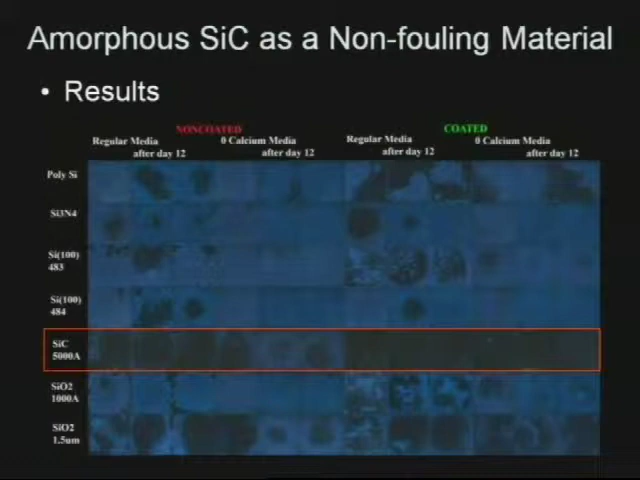 Amorphous SiC as a Non-fouling Material
• Results
NONCOATED COATED
Regular Media 0 Calcium Media Regular Media 0 Calcium Media
after day 12 after day 12 after day 12 after day 12
Poly Si
Si3N4
Si(100)
483
Si(100)
484
SiC
5000A
SiO2
1000A
SiO2
1.5um